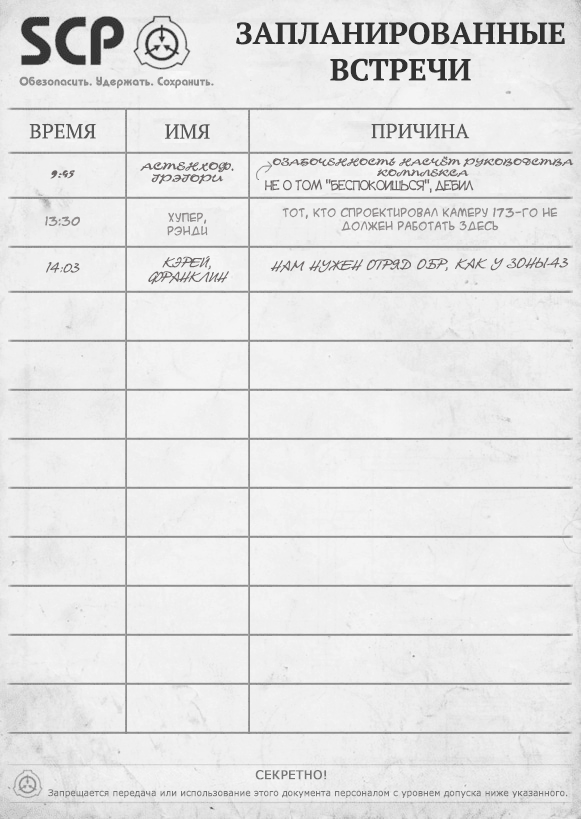 SCP
Обезопасить. Удержать. Сохранить.
ЗАПЛАНИРОВАННЫЕ
ВСТРЕЧИ
ВРЕМЯ ИМЯ ПРИЧИНА
9:45 АСТЕНХОФ, ГРЭГОРИ ОЗАБОЧЕННОСТЬ НАСЧЁТ РУКОВОДСТВА
КОМПЛЕКСА
НЕ О ТОМ "БЕСПОКОИШЬСЯ", ДЕБИЛ
13:30 ХУПЕР, РЭНДИ ТОТ, КТО СПРОЕКТИРОВАЛ КАМЕРУ 173-ГО НЕ
ДОЛЖЕН РАБОТАТЬ ЗДЕСЬ
14:03 КЭРЕЙ, ФРАНКЛИН НАМ НУЖЕН ОТРЯД ОБР, КАК У ЗОНЫ-43
СЕКРЕТНО!
Запрещается передача или использование этого документа персоналом с уровнем допуска ниже указанного.